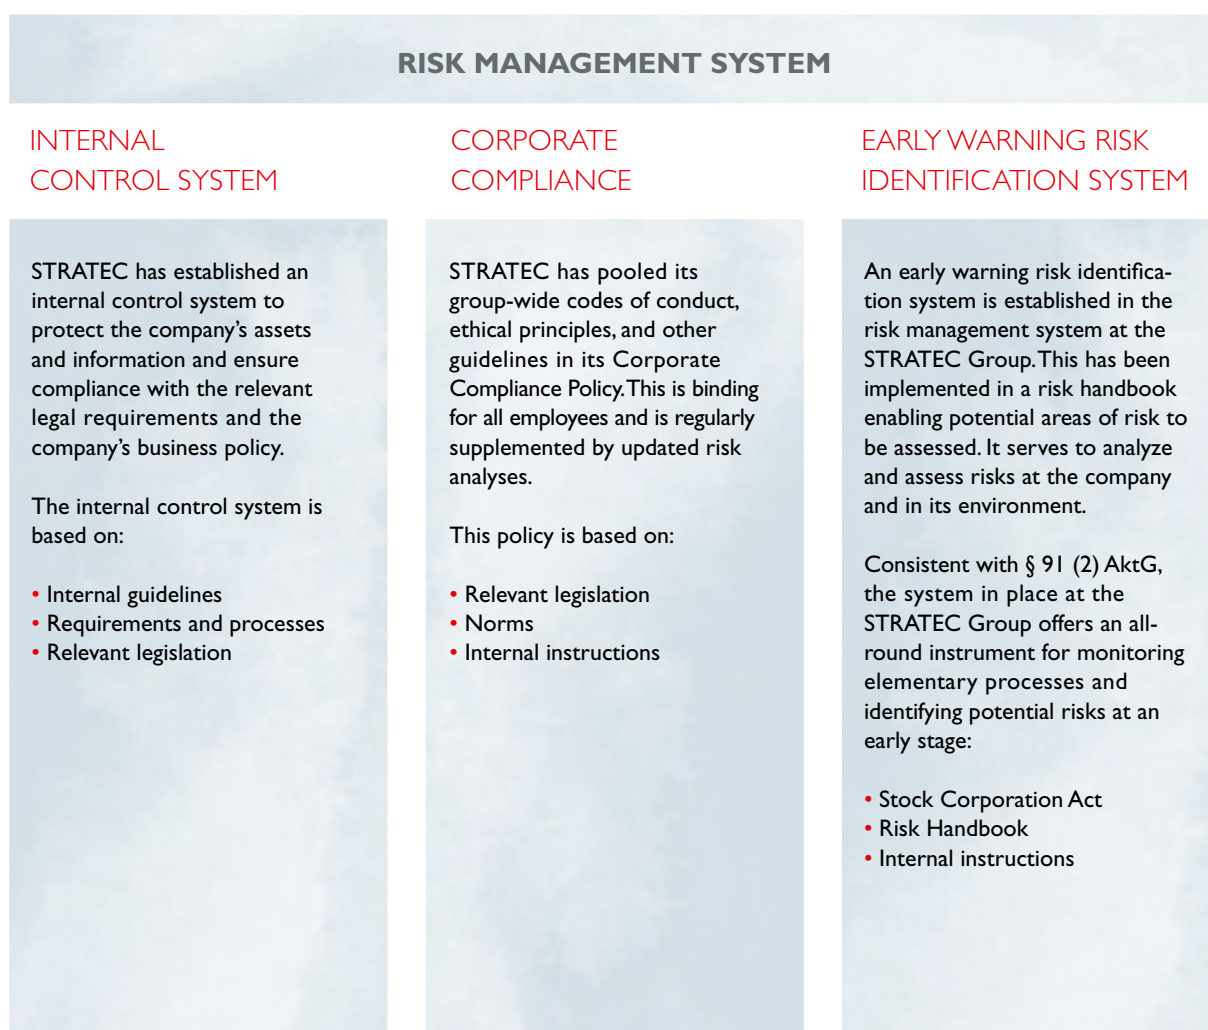 RISK MANAGEMENT SYSTEM
INTERNAL
CONTROL SYSTEM
STRATEC has established an
internal control system to
protect the company’s assets
and information and ensure
compliance with the relevant
legal requirements and the
company’s business policy.
The internal control system is
based on:
• Internal guidelines
• Requirements and processes
• Relevant legislation
CORPORATE
COMPLIANCE
STRATEC has pooled its
group-wide codes of conduct,
ethical principles, and other
guidelines in its Corporate
Compliance Policy. This is binding
for all employees and is regularly
supplemented by updated risk
analyses.
This policy is based on:
• Relevant legislation
• Norms
• Internal instructions
EARLY WARNING RISK
IDENTIFICATION SYSTEM
An early warning risk identifica-
tion system is established in the
risk management system at the
STRATEC Group. This has been
implemented in a risk handbook
enabling potential areas of risk to
be assessed. It serves to analyze
and assess risks at the company
and in its environment.
Consistent with § 91 (2) AktG,
the system in place at the
STRATEC Group offers an all-
round instrument for monitoring
elementary processes and
identifying potential risks at an
early stage:
• Stock Corporation Act
• Risk Handbook
• Internal instructions